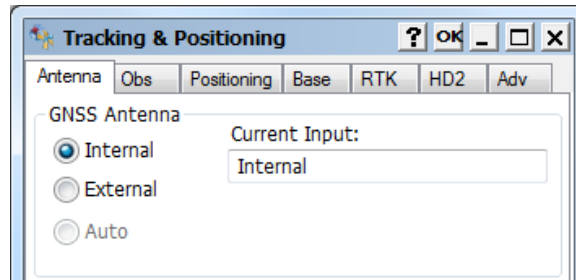 Tracking & Positioning ? OK
Antenna Obs Positioning Base RTK HD2 Adv
GNSS Antenna
Current Input:
Internal
Internal
External
Auto